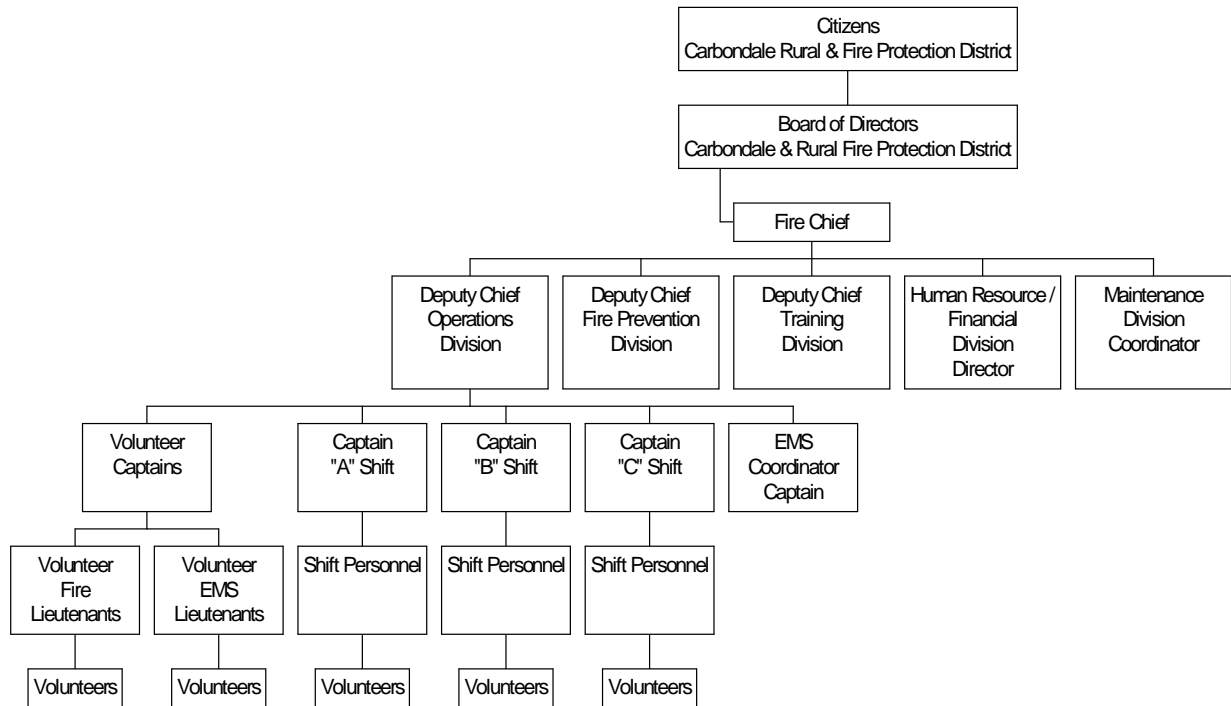 Citizens
Carbondale Rural & Fire Protection District
Board of Directors
Carbondale & Rural Fire Protection District
Fire Chief
Deputy Chief
Operations
Division
Deputy Chief
Fire Prevention
Division
Deputy Chief
Training
Division
Human Resource /
Financial
Division
Director
Maintenance
Division
Coordinator
Volunteer
Captains
Captain
"A" Shift
Captain
"B" Shift
Captain
"C" Shift
EMS
Coordinator
Captain
Volunteer
Fire
Lieutenants
Volunteer
EMS
Lieutenants
Shift Personnel
Shift Personnel
Shift Personnel
Volunteers
Volunteers
Volunteers
Volunteers
Volunteers